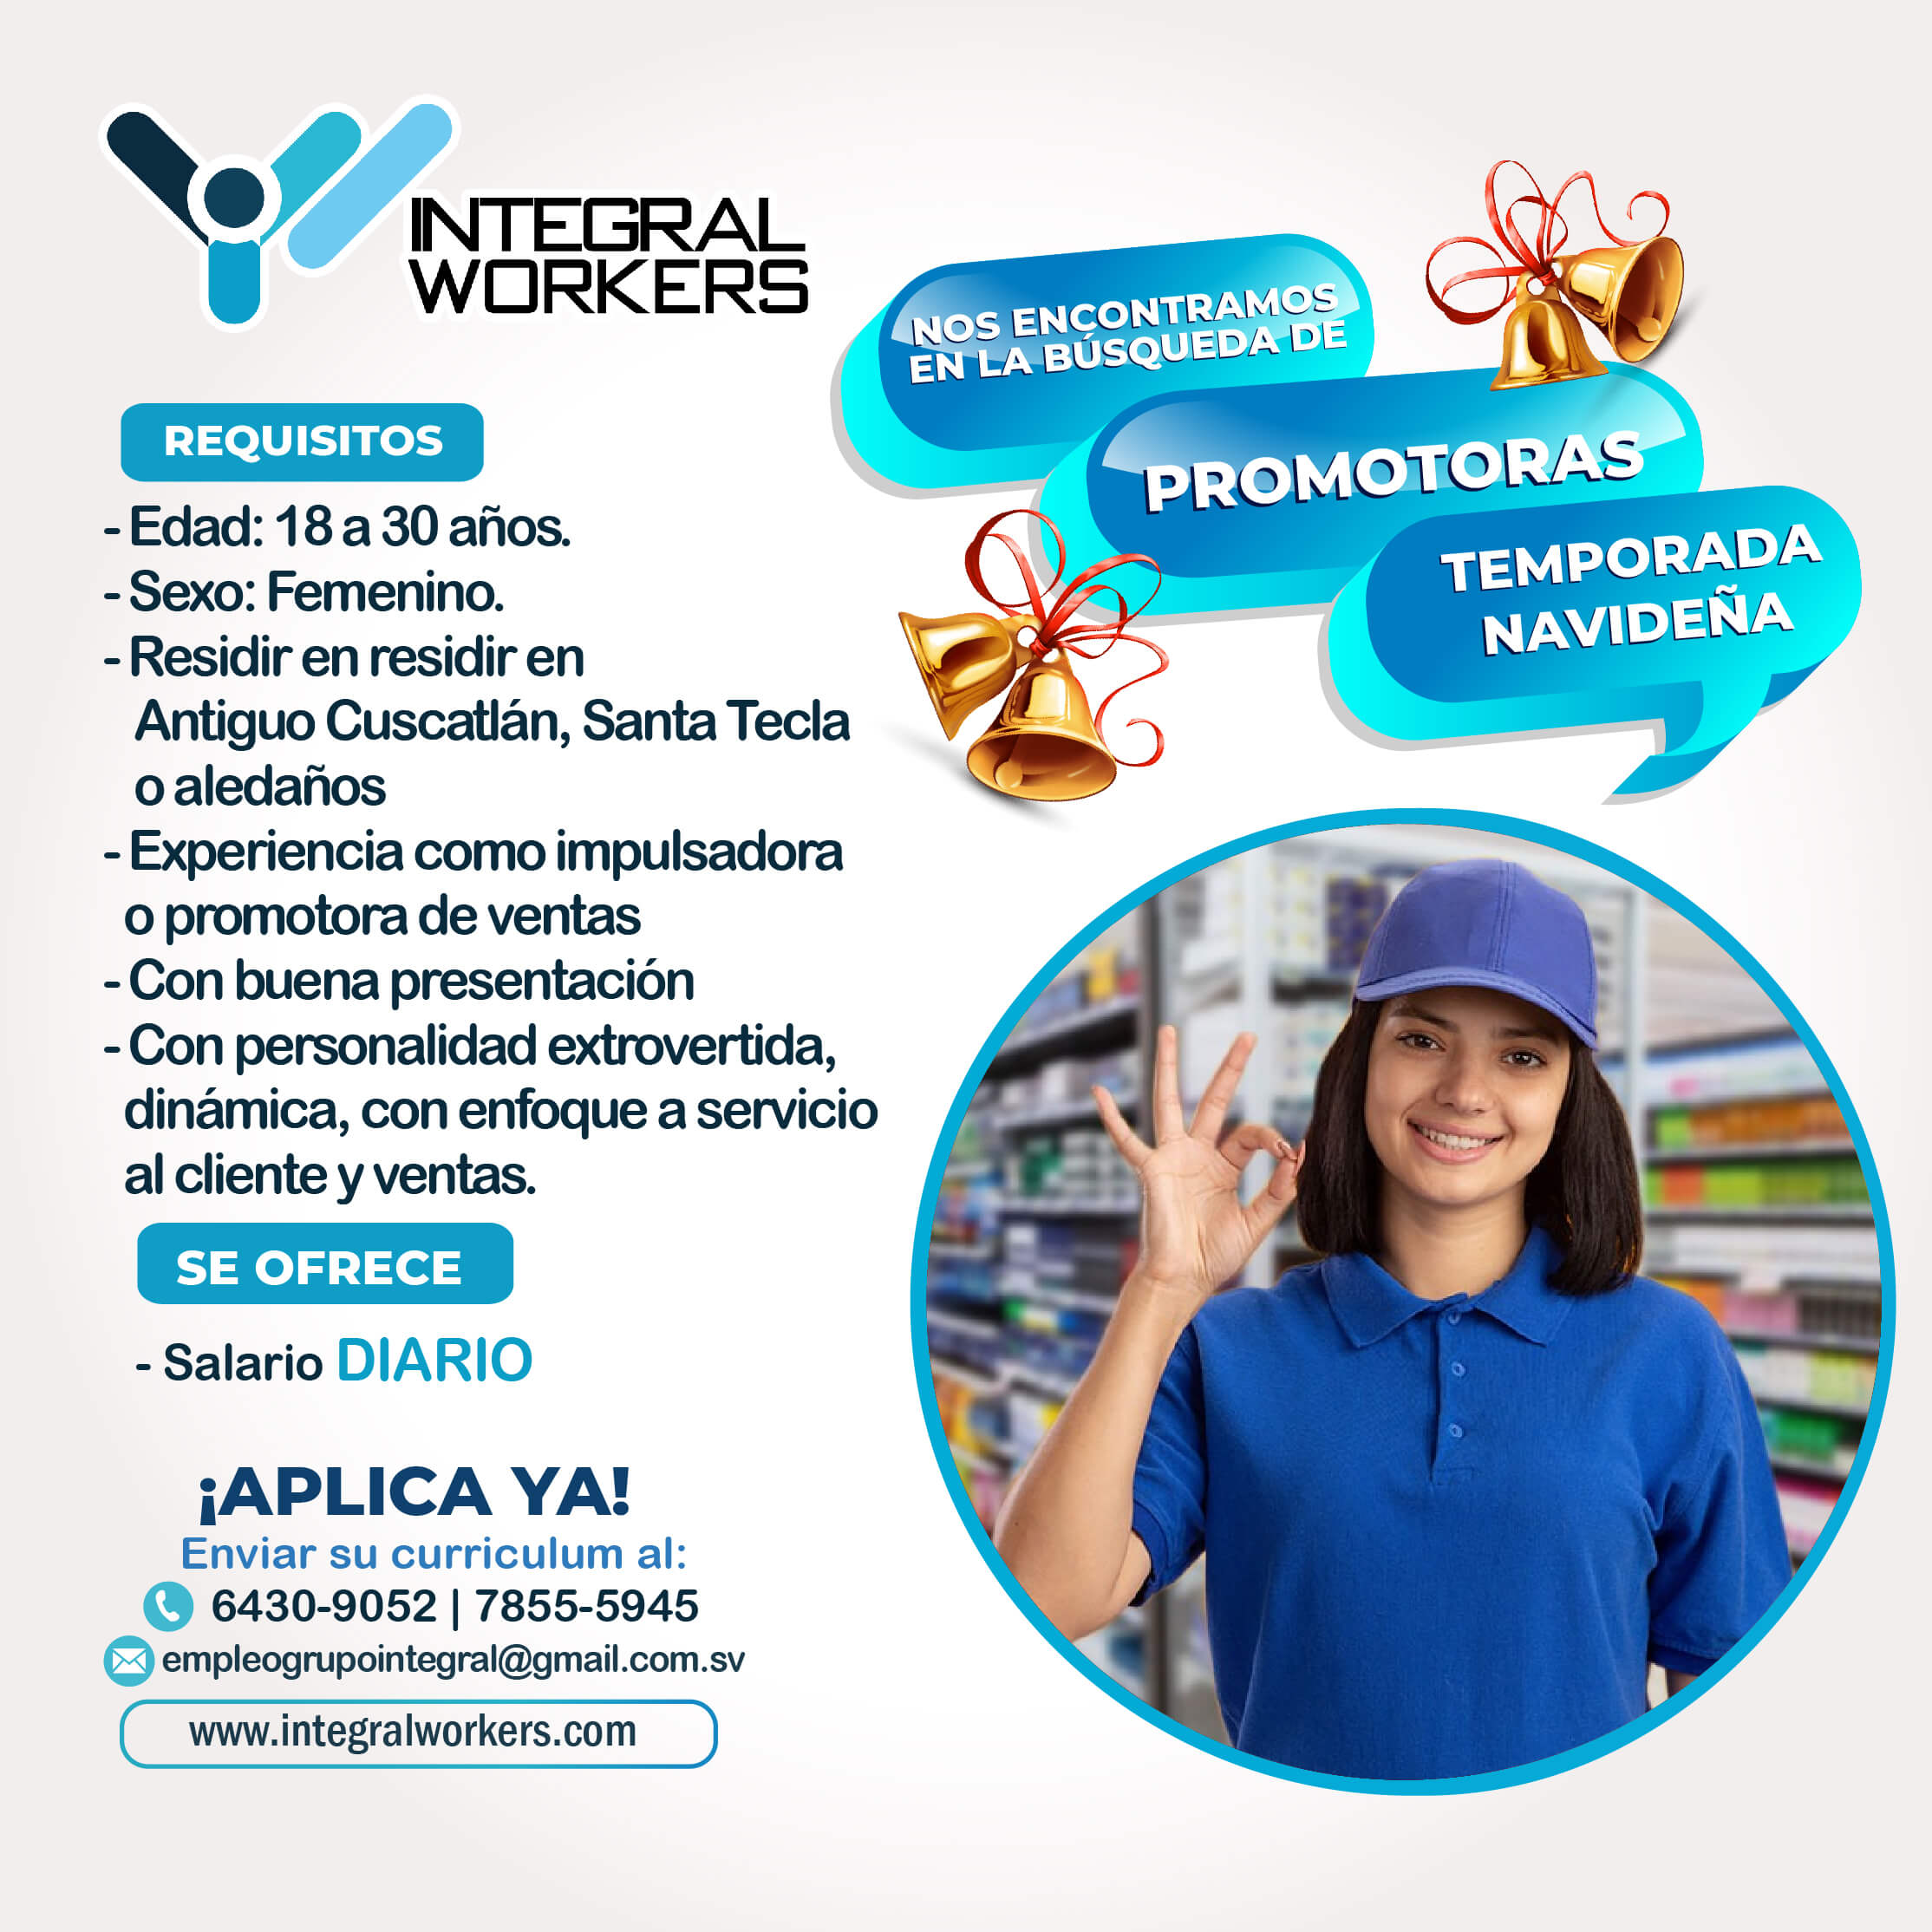 INTEGRAL
WORKERS
NOS ENCONTRAMOS
EN LA BÚSQUEDA DE
PROMOTORAS
TEMPORADA
NAVIDEÑA
REQUISITOS
- Edad: 18 a 30 años.
- Sexo: Femenino.
- Residir en residir en
Antiguo Cuscatlán, Santa Tecla
o aledaños
- Experiencia como impulsadora
o promotora de ventas
- Con buena presentación
- Con personalidad extrovertida,
dinámica, con enfoque a servicio
al cliente y ventas.
SE OFRECE
- Salario DIARIO
¡APLICA YA!
Enviar su curriculum al:
6430-9052 | 7855-5945
empleogrupointegral@gmail.com.sv
www.integralworkers.com